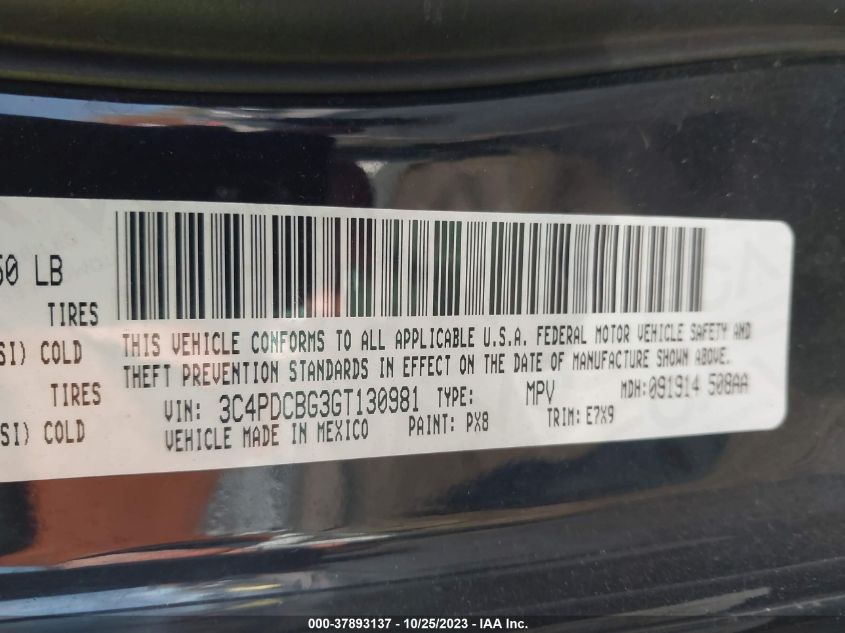 50 LB
TIRES
SI) COLD
TIRES
SI) COLD
THIS VEHICLE CONFORMS TO ALL APPLICABLE U.S.A. FEDERAL MOTOR VEHICLE SAFETY AND
THEFT PREVENTION STANDARDS IN EFFECT ON THE DATE OF MANUFACTURE SHOWN ABOVE.
VIN: 3C4PDCBG3GT130981 TYPE: MPV MDH:091914 508AA
VEHICLE MADE IN MEXICO PAINT: PX8 TRIM: E7X9
000-37893137 - 10/25/2023 - IAA Inc.